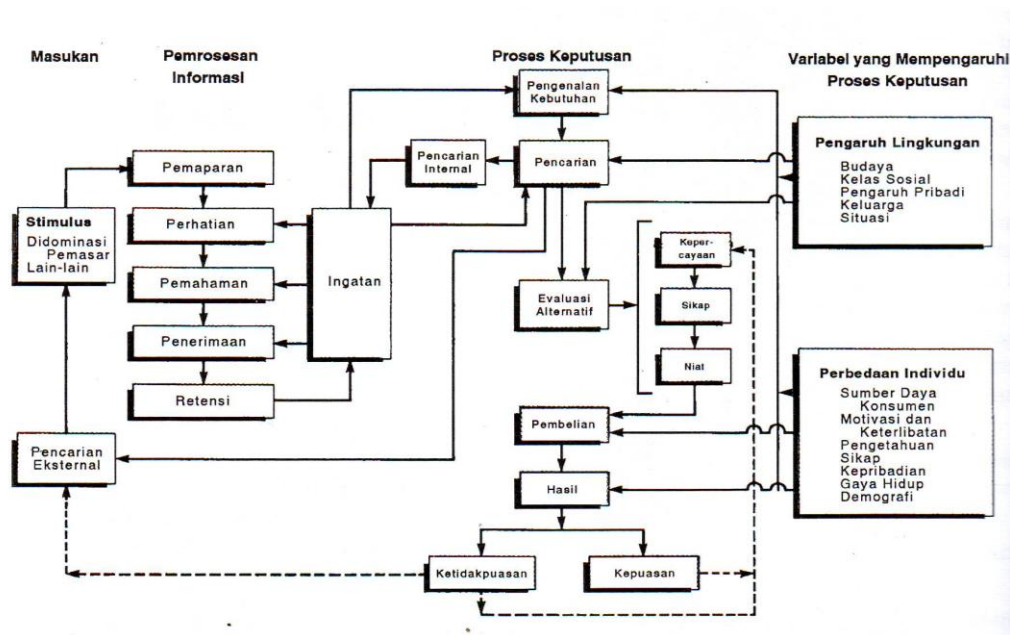 Masukan
Pemrosesan
Informasi
Proses Keputusan
Variabel yang Mempengaruhi
Proses Keputusan
Stimulus
Didominasi
Pemasar
Lain-lain
Pencarian
Eksternal
Pemaparan
Perhatian
Pemahaman
Penerimaan
Retensi
Ingatan
Pencarian
Internal
Pengenalan
Kebutuhan
Pencarian
Evaluasi
Alternatif
Keper-
cayaan
Sikap
Niat
Pembelian
Hasil
Ketidakpuasan
Kepuasan
Pengaruh Lingkungan
Budaya
Kelas Sosial
Pengaruh Pribadi
Keluarga
Situasi
Perbedaan Individu
Sumber Daya
Konsumen
Motivasi dan
Keterlibatan
Pengetahuan
Sikap
Kepribadian
Gaya Hidup
Demografi